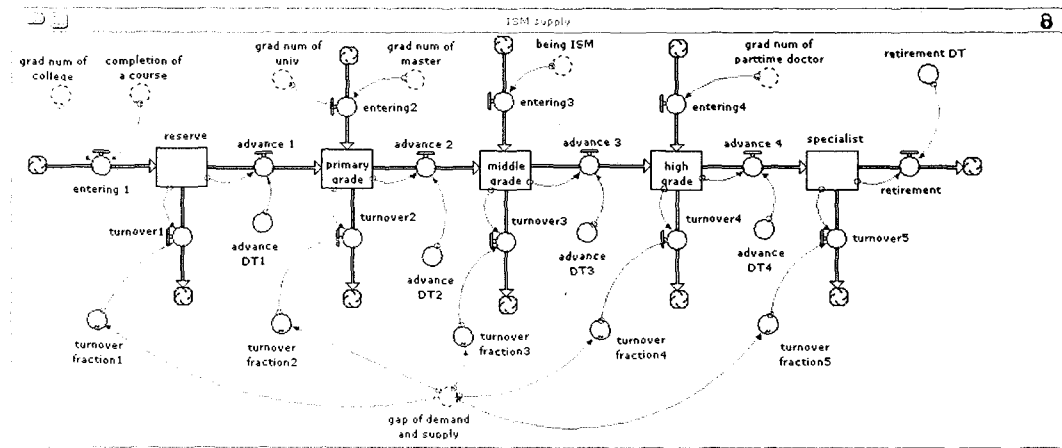 ISM supply
8
grad num of
college
completion of
a course
grad num of
univ
grad num of
master
being ISM
grad num of
parttime doctor
retirement DT
entering2
entering3
entering4
reserve
advance 1
advance 2
advance 3
advance 4
specialist
primary
grade
middle
grade
high
grade
entering 1
retirement
turnover1
turnover2
turnover3
turnover4
turnover5
advance
DT1
advance
DT2
advance
DT3
advance
DT4
turnover
fraction1
turnover
fraction2
turnover
fraction3
turnover
fraction4
turnover
fraction5
gap of demand
and supply